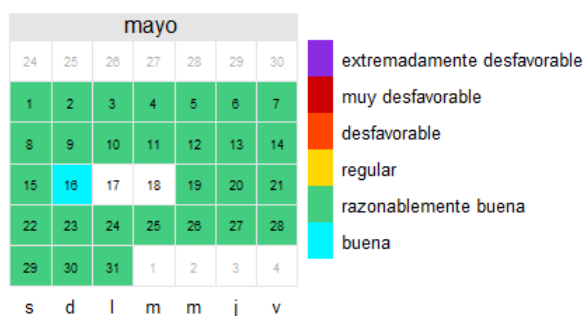 mayo
24 25 26 27 28 29 30
1 2 3 4 5 6 7
8 9 10 11 12 13 14
15 16 17 18 19 20 21
22 23 24 25 26 27 28
29 30 31 1 2 3 4
s d l m m j v
extremadamente desfavorable
muy desfavorable
desfavorable
regular
razonablemente buena
buena